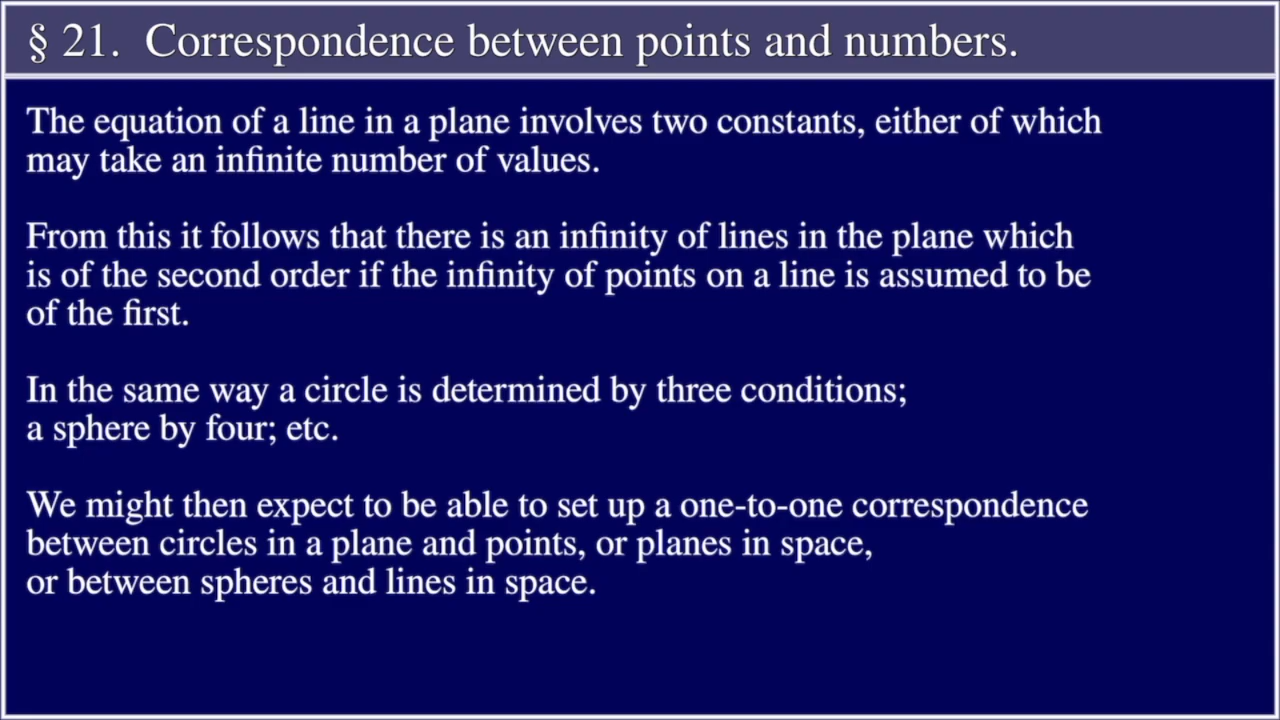 § 21. Correspondence between points and numbers.
The equation of a line in a plane involves two constants, either of which
may take an infinite number of values.
From this it follows that there is an infinity of lines in the plane which
is of the second order if the infinity of points on a line is assumed to be
of the first.
In the same way a circle is determined by three conditions;
a sphere by four; etc.
We might then expect to be able to set up a one-to-one correspondence
between circles in a plane and points, or planes in space,
or between spheres and lines in space.